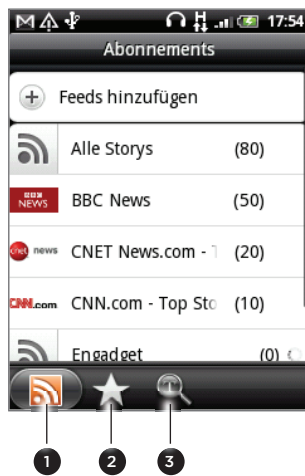 17:54
Abonnements
Feeds hinzufügen
Alle Storys (80)
BBC NEWS BBC News (50)
cnet news CNET News.com - (20)
CNN.com CNN.com - Top Sto (10)
Engadget (0)
1 2 3